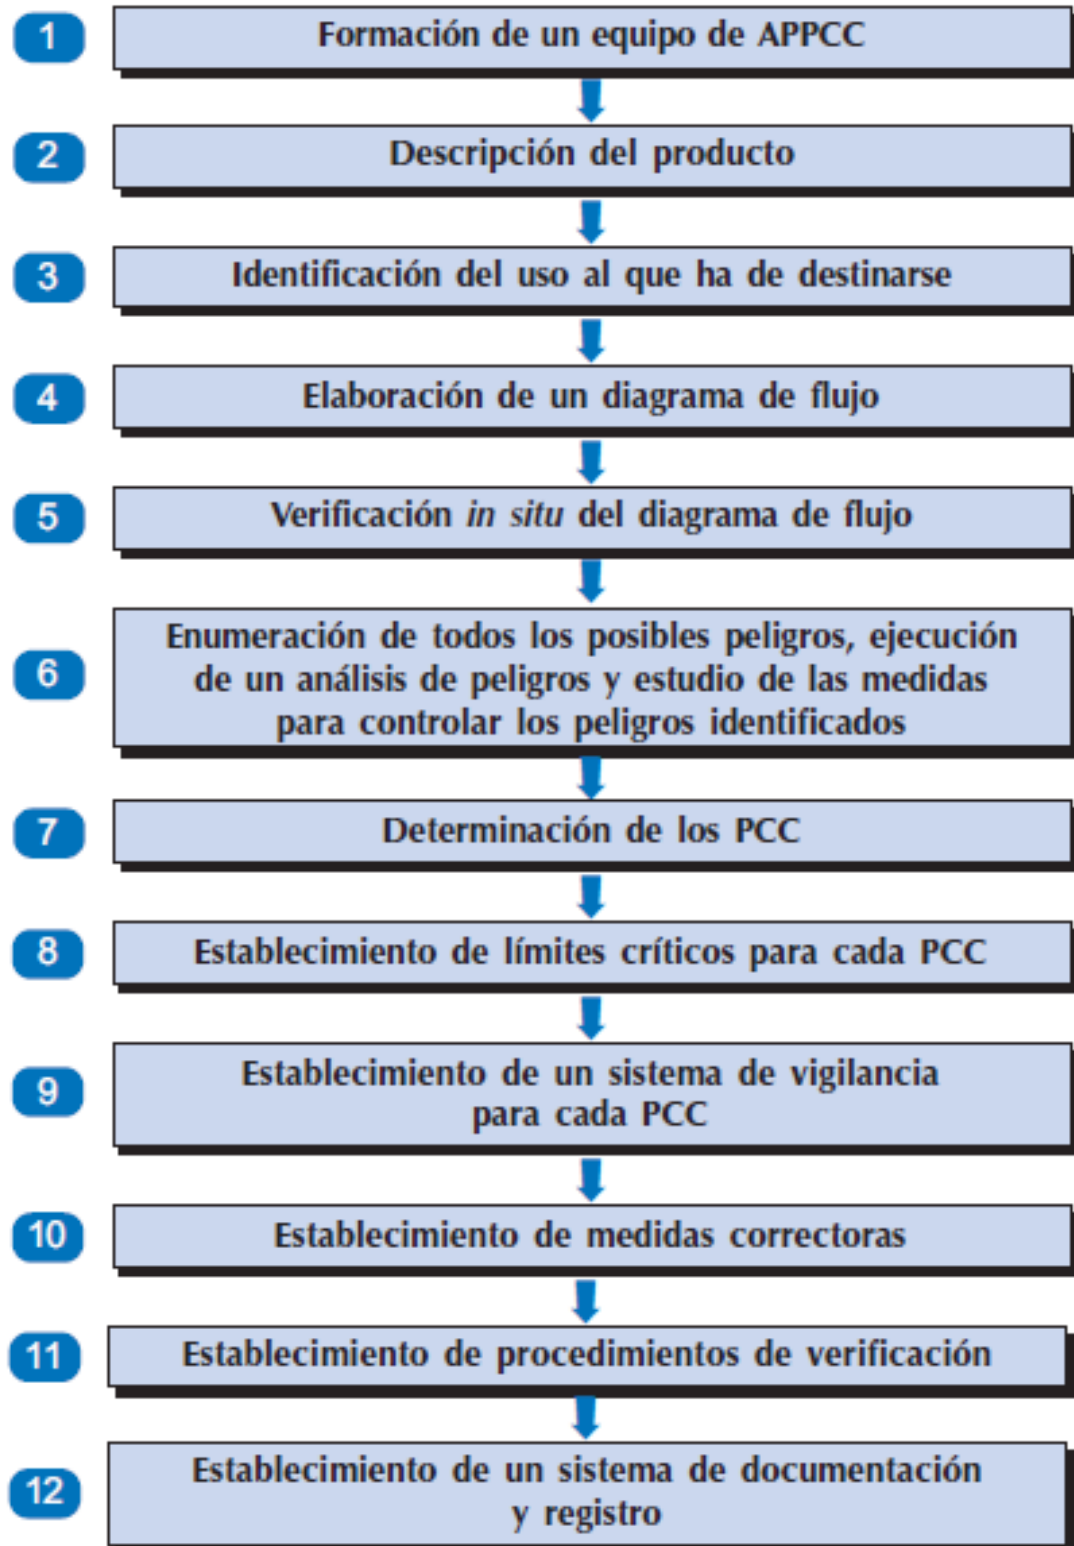 1
Formación de un equipo de APPCC
2
Descripción del producto
3
Identificación del uso al que ha de destinarse
4
Elaboración de un diagrama de flujo
5
Verificación in situ del diagrama de flujo
6
Enumeración de todos los posibles peligros, ejecución
de un análisis de peligros y estudio de las medidas
para controlar los peligros identificados
7
Determinación de los PCC
8
Establecimiento de límites críticos para cada PCC
9
Establecimiento de un sistema de vigilancia
para cada PCC
10
Establecimiento de medidas correctoras
11
Establecimiento de procedimientos de verificación
12
Establecimiento de un sistema de documentación
y registro